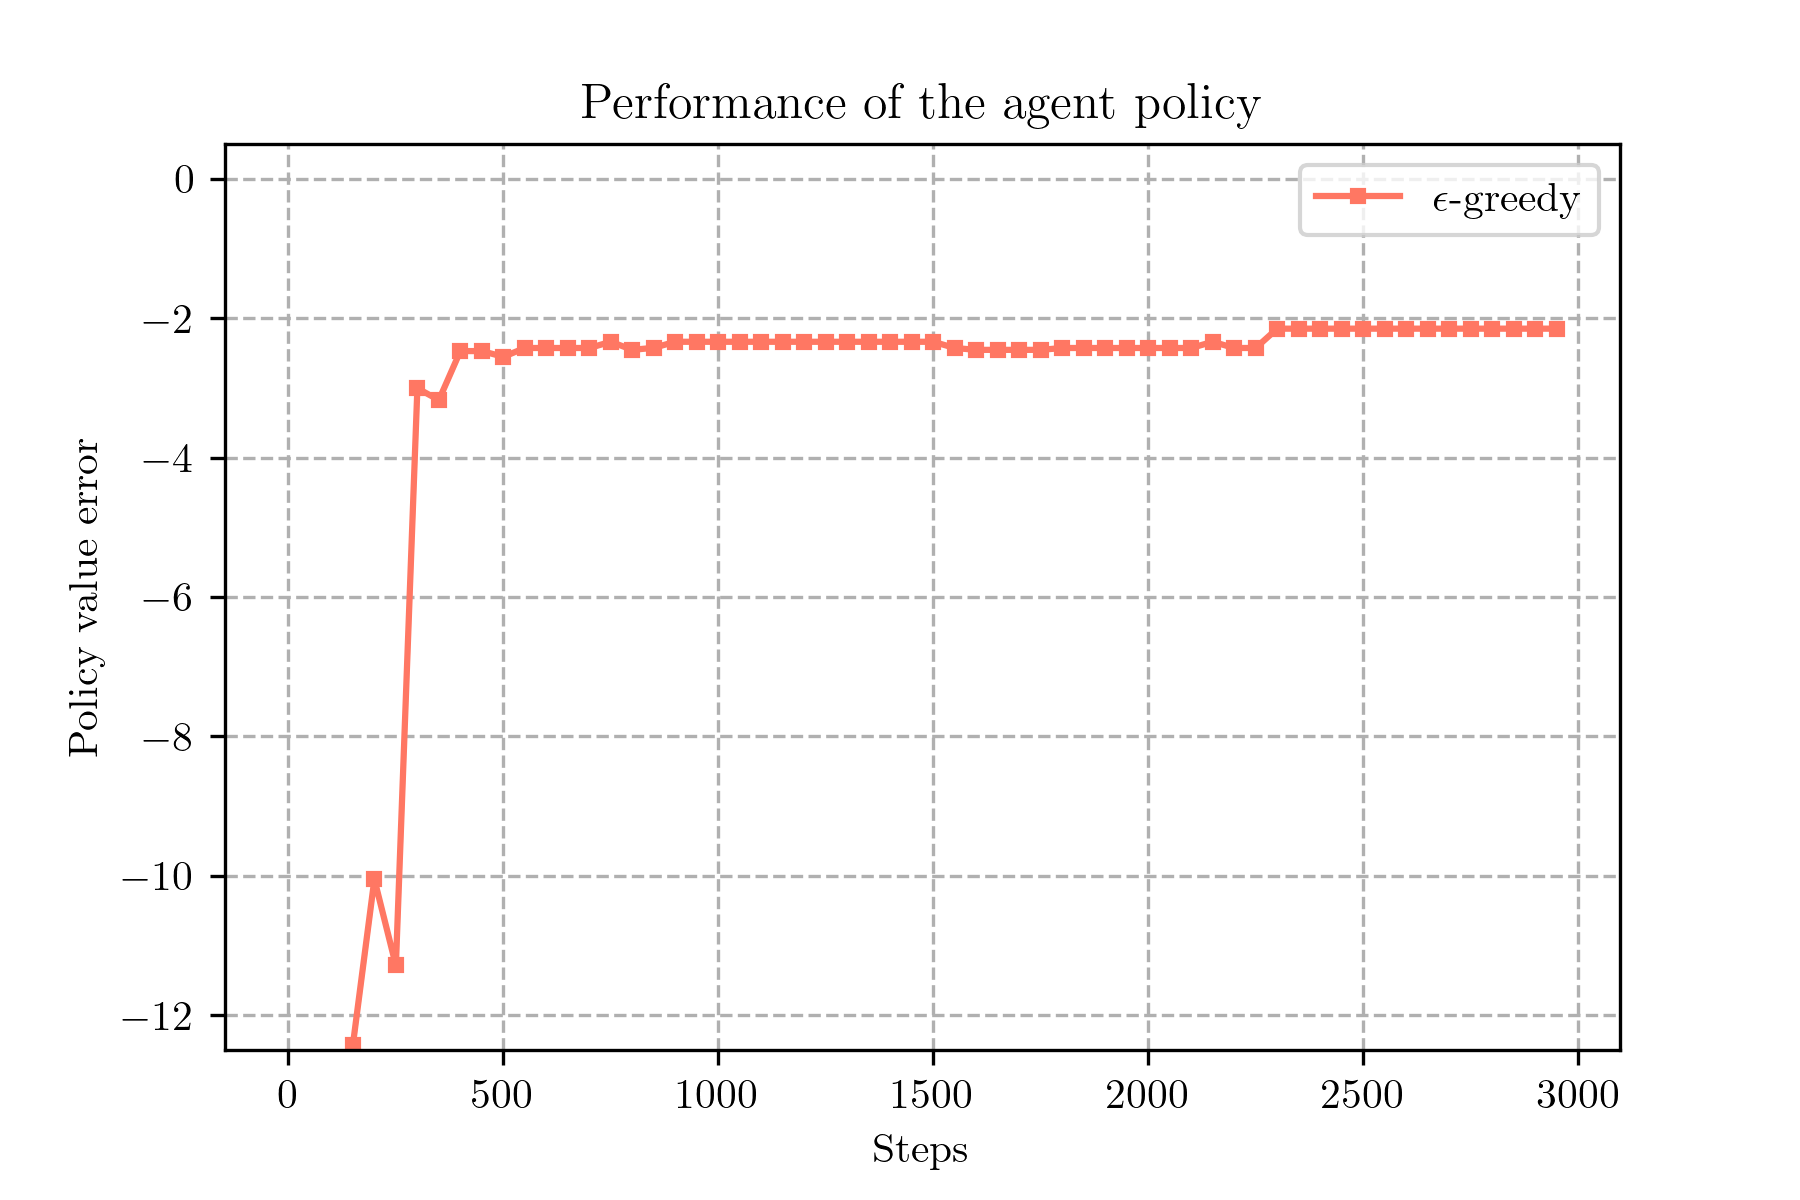 Performance of the agent policy
ϵ-greedy
Policy value error
0
−2
−4
−6
−8
−10
−12
0 500 1000 1500 2000 2500 3000
Steps